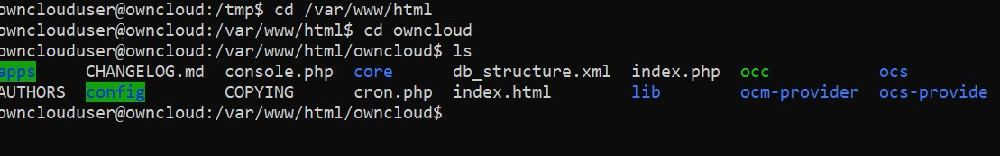 ownclouduser@owncloud:/tmp$ cd /var/www/html
ownclouduser@owncloud:/var/www/html$ cd owncloud
ownclouduser@owncloud:/var/www/html/owncloud$ ls
apps CHANGELOG.md console.php core db_structure.xml index.php occ ocs
AUTHORS config COPYING cron.php index.html lib ocm-provider ocs-provide
ownclouduser@owncloud:/var/www/html/owncloud$